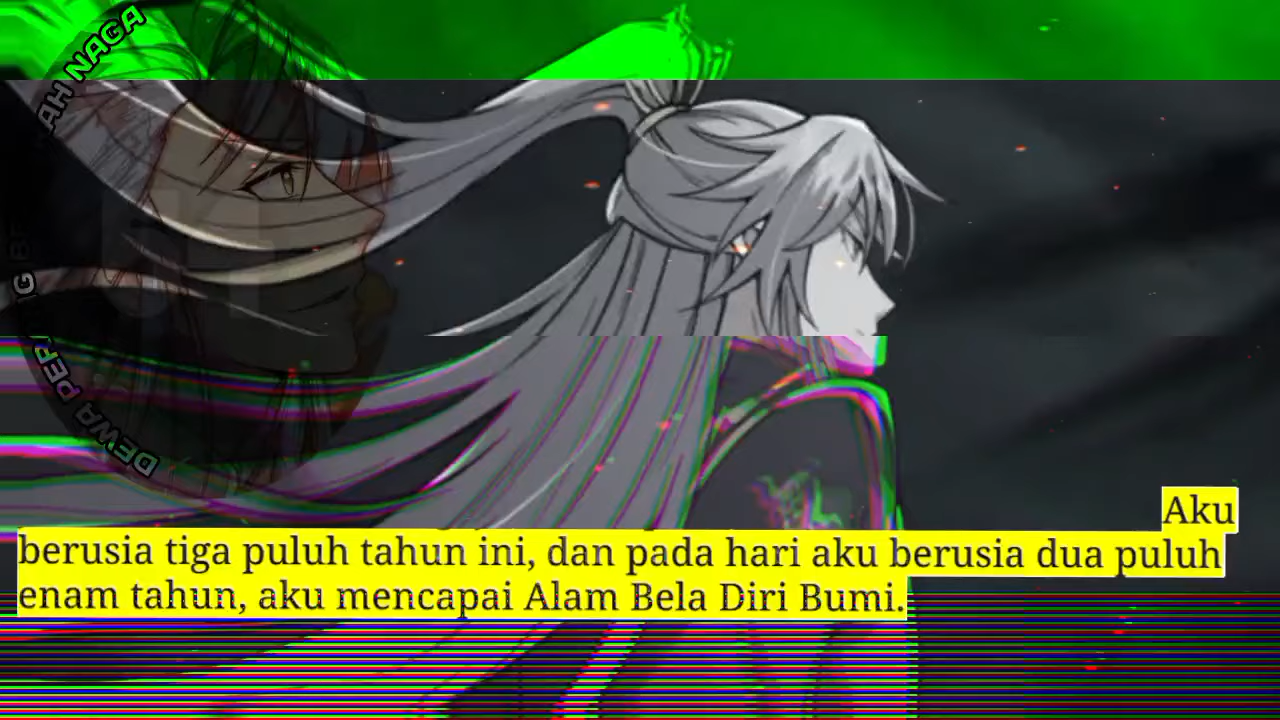 AH NAGA
DEWA PEP
Aku
berusia tiga puluh tahun ini, dan pada hari aku berusia dua puluh
enam tahun, aku mencapai Alam Bela Diri Bumi.